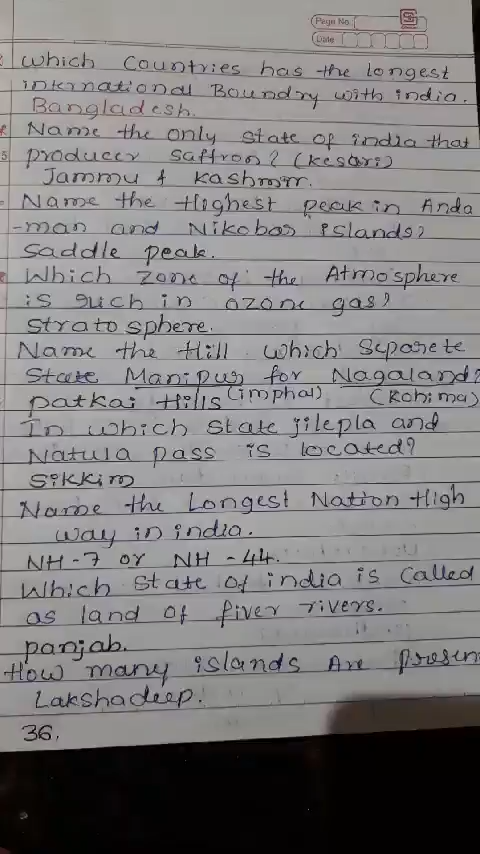 Page No
Date
Which Countries has the longest
international Boundry with india.
Bangladesh.
Name the only state of india that
producer saffron? (kesari)
Jammu & kashmir.
Name the Highest peak in Anda
-man and Nikobar islands?
Saddle peak.
Which zone of the Atmosphere
is such in ozone gas?
Strato sphere.
Name the Hill which Seperete
State Manipur for Nagaland?
patkai Hills (imphal) (Kohima)
In which state jilepla and
Natula pass is located?
Sikkim
Name the Longest Nation High
way in india.
NH-7 or NH-44.
Which State of india is Called
as land of fiver rivers.
panjab.
How many islands Are presen
Lakshadeep.
36.